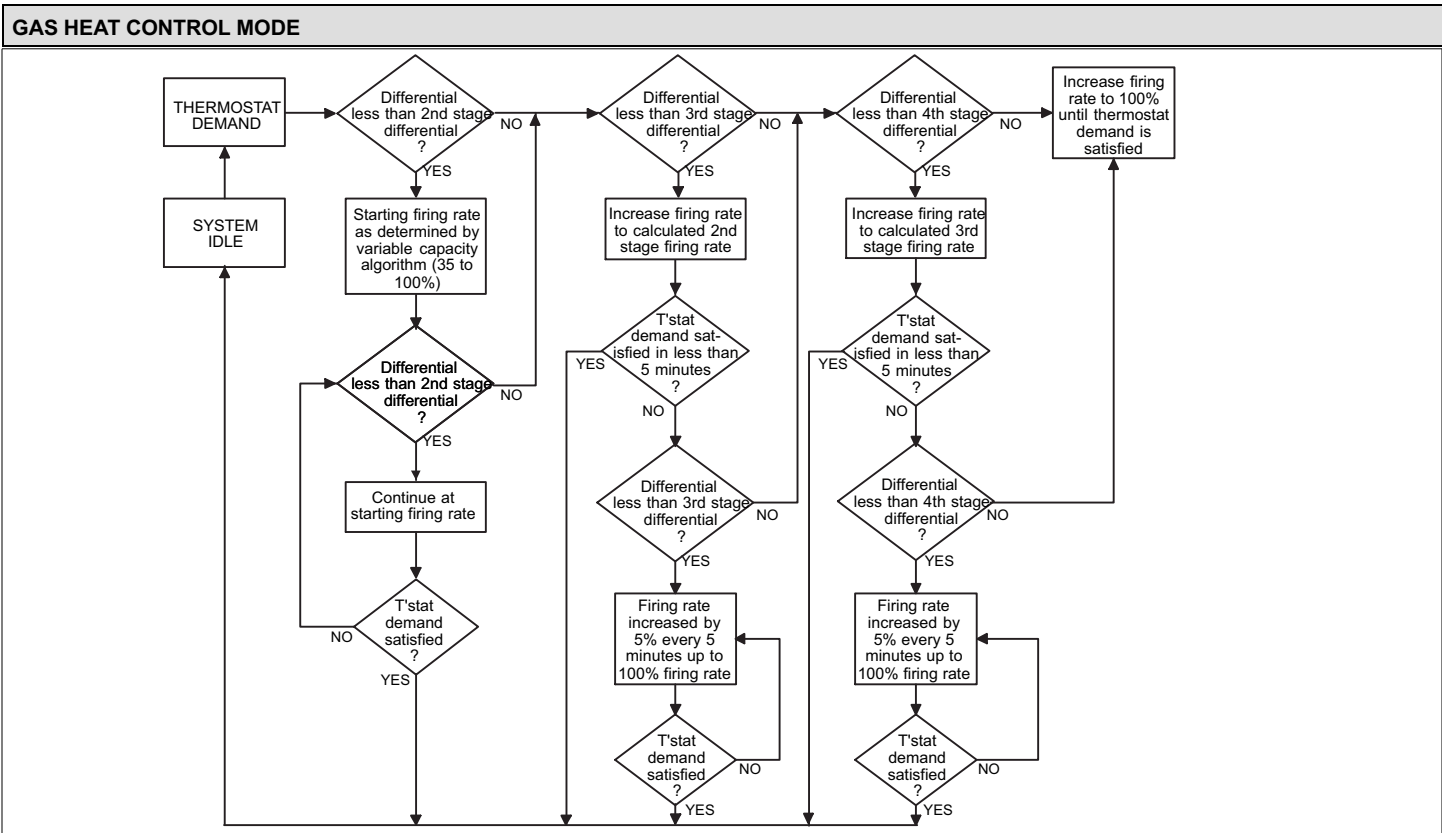 GAS HEAT CONTROL MODE
THERMOSTAT
DEMAND
SYSTEM
IDLE
Differential
less than 2nd stage
differential
?
NO
YES
Starting firing rate
as determined by
variable capacity
algorithm (35 to
100%)
Differential
less than 2nd stage
differential
?
NO
YES
Continue at
starting firing rate
T'stat
demand
satisfied
?
NO
YES
Differential
less than 3rd stage
differential
?
NO
YES
Increase firing rate
to calculated 2nd
stage firing rate
T'stat
demand sat-
isfied in less than
5 minutes
?
YES
NO
Differential
less than 3rd stage
differential
?
NO
YES
Firing rate
increased by
5% every 5
minutes up to
100% firing rate
T'stat
demand
satisfied
?
NO
YES
Differential
less than 4th stage
differential
?
NO
YES
Increase firing rate
to calculated 3rd
stage firing rate
T'stat
demand sat-
isfied in less than
5 minutes
?
YES
NO
Differential
less than 4th stage
differential
?
NO
YES
Firing rate
increased by
5% every 5
minutes up to
100% firing rate
T'stat
demand
satisfied
?
NO
YES
Increase firing
rate to 100%
until thermostat
demand is
satisfied